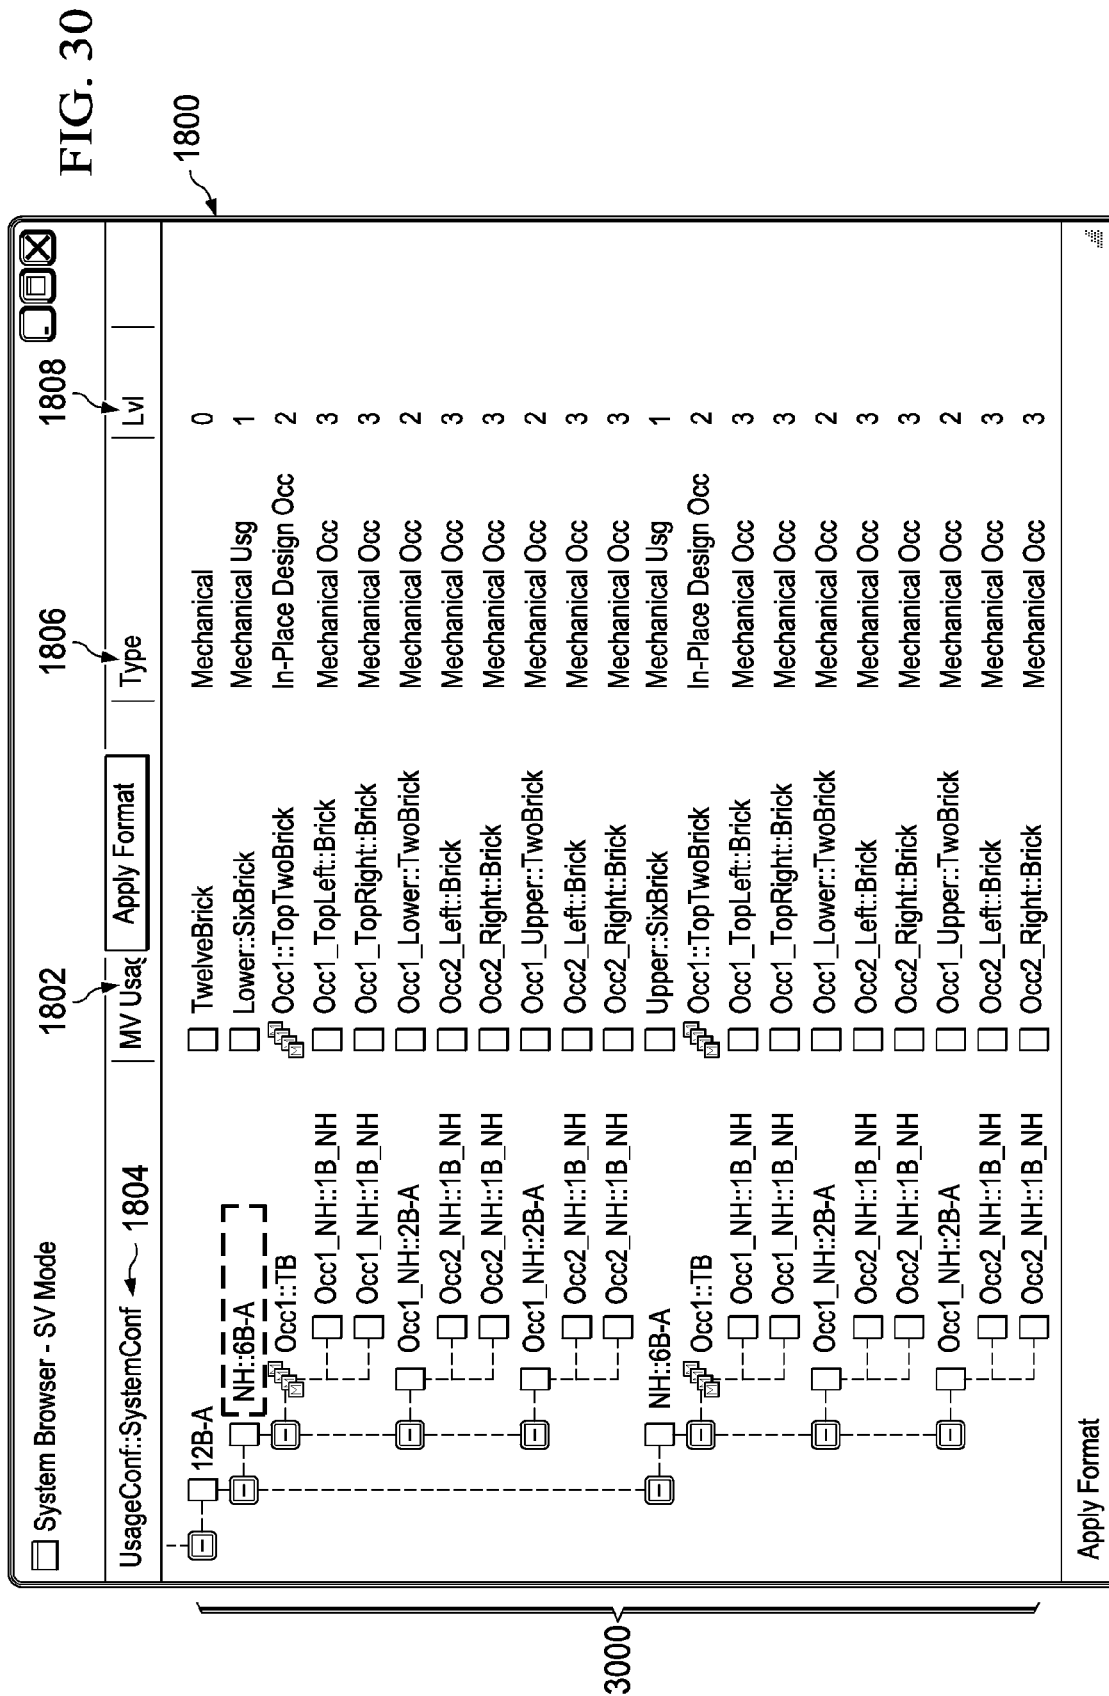 FIG. 30
1800
1802
1806
1808
System Browser - SV Mode
UsageConf::SystemConf 1804 MV Usag Apply Format Type Lvl
12B-A TwelveBrick Mechanical 0
NH::6B-A Lower::SixBrick Mechanical Usg 1
Occ1::TB Occ1::TopTwoBrick In-Place Design Occ 2
Occ1_NH::1B_NH Occ1_TopLeft::Brick Mechanical Occ 3
Occ1_NH::1B_NH Occ1_TopRight::Brick Mechanical Occ 3
Occ1_NH::2B-A Occ1_Lower::TwoBrick Mechanical Occ 2
Occ2_NH::1B_NH Occ2_Left::Brick Mechanical Occ 3
Occ2_NH::1B_NH Occ2_Right::Brick Mechanical Occ 3
Occ1_NH::2B-A Occ1_Upper::TwoBrick Mechanical Occ 2
Occ2_NH::1B_NH Occ2_Left::Brick Mechanical Occ 3
Occ2_NH::1B_NH Occ2_Right::Brick Mechanical Occ 3
NH::6B-A Upper::SixBrick Mechanical Usg 1
Occ1::TB Occ1::TopTwoBrick In-Place Design Occ 2
Occ1_NH::1B_NH Occ1_TopLeft::Brick Mechanical Occ 3
Occ1_NH::1B_NH Occ1_TopRight::Brick Mechanical Occ 3
Occ1_NH::2B-A Occ1_Lower::TwoBrick Mechanical Occ 2
Occ2_NH::1B_NH Occ2_Left::Brick Mechanical Occ 3
Occ2_NH::1B_NH Occ2_Right::Brick Mechanical Occ 3
Occ1_NH::2B-A Occ1_Upper::TwoBrick Mechanical Occ 2
Occ2_NH::1B_NH Occ2_Left::Brick Mechanical Occ 3
Occ2_NH::1B_NH Occ2_Right::Brick Mechanical Occ 3
3000
Apply Format